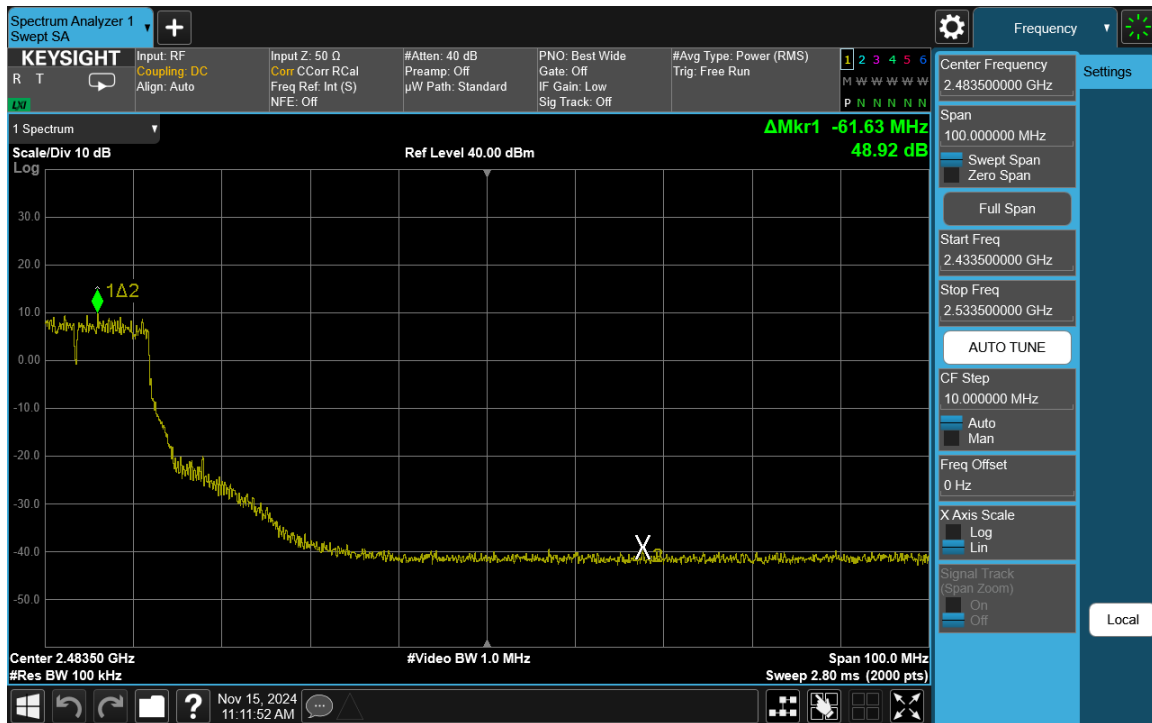 Spectrum Analyzer 1
Swept SA
+
Frequency
KEYSIGHT
R T
LXI
Input: RF
Coupling: DC
Align: Auto
Input Z: 50 Ω
Corr CCorr RCal
Freq Ref: Int (S)
NFE: Off
#Atten: 40 dB
Preamp: Off
µW Path: Standard
PNO: Best Wide
Gate: Off
IF Gain: Low
Sig Track: Off
#Avg Type: Power (RMS)
Trig: Free Run
1 2 3 4 5 6
M W W W W W
P N N N N N
1 Spectrum
Scale/Div 10 dB
Log
Ref Level 40.00 dBm
ΔMkr1 -61.63 MHz
48.92 dB
30.0
20.0
10.0
0.00
-10.0
-20.0
-30.0
-40.0
-50.0
1Δ2
X2
Center 2.48350 GHz
#Res BW 100 kHz
#Video BW 1.0 MHz
Span 100.0 MHz
Sweep 2.80 ms (2000 pts)
Center Frequency
2.483500000 GHz
Settings
Span
100.000000 MHz
Swept Span
Zero Span
Full Span
Start Freq
2.433500000 GHz
Stop Freq
2.533500000 GHz
AUTO TUNE
CF Step
10.000000 MHz
Auto
Man
Freq Offset
0 Hz
X Axis Scale
Log
Lin
Signal Track
(Span Zoom)
On
Off
Local
?
Nov 15, 2024
11:11:52 AM